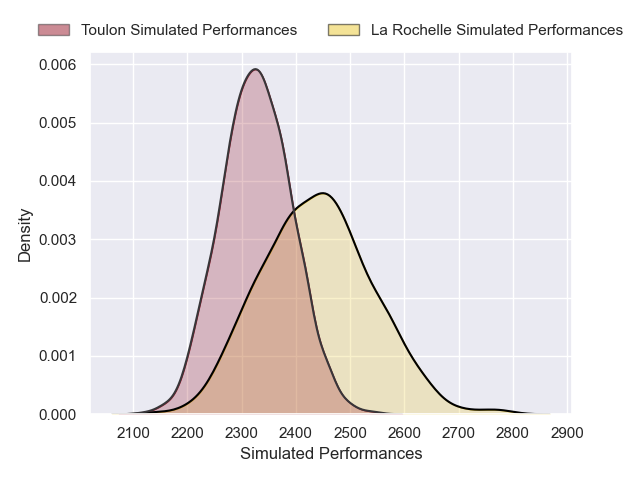 Toulon Simulated Performances
La Rochelle Simulated Performances
0.006
0.005
0.004
0.003
0.002
0.001
0.000
Density
2100 2200 2300 2400 2500 2600 2700 2800 2900
Simulated Performances